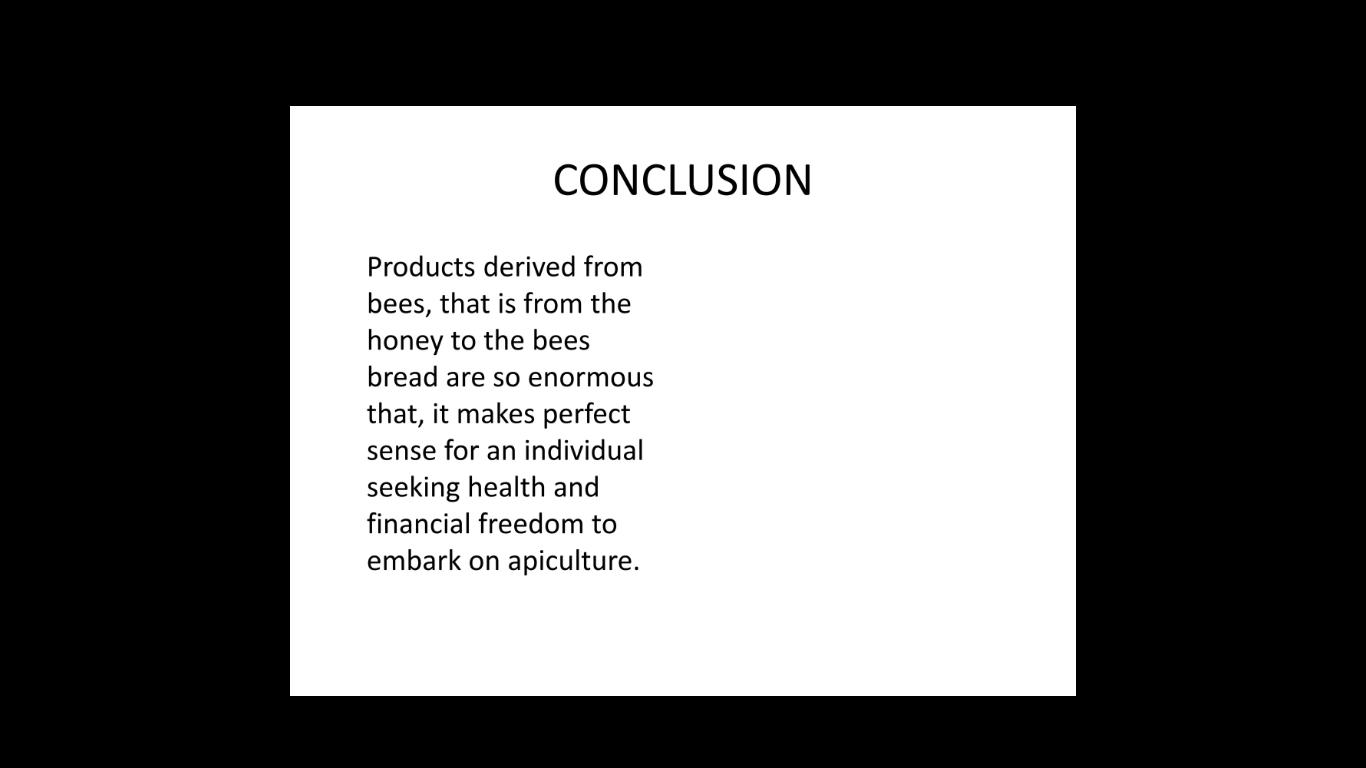 CONCLUSION
Products derived from
bees, that is from the
honey to the bees
bread are so enormous
that, it makes perfect
sense for an individual
seeking health and
financial freedom to
embark on apiculture.